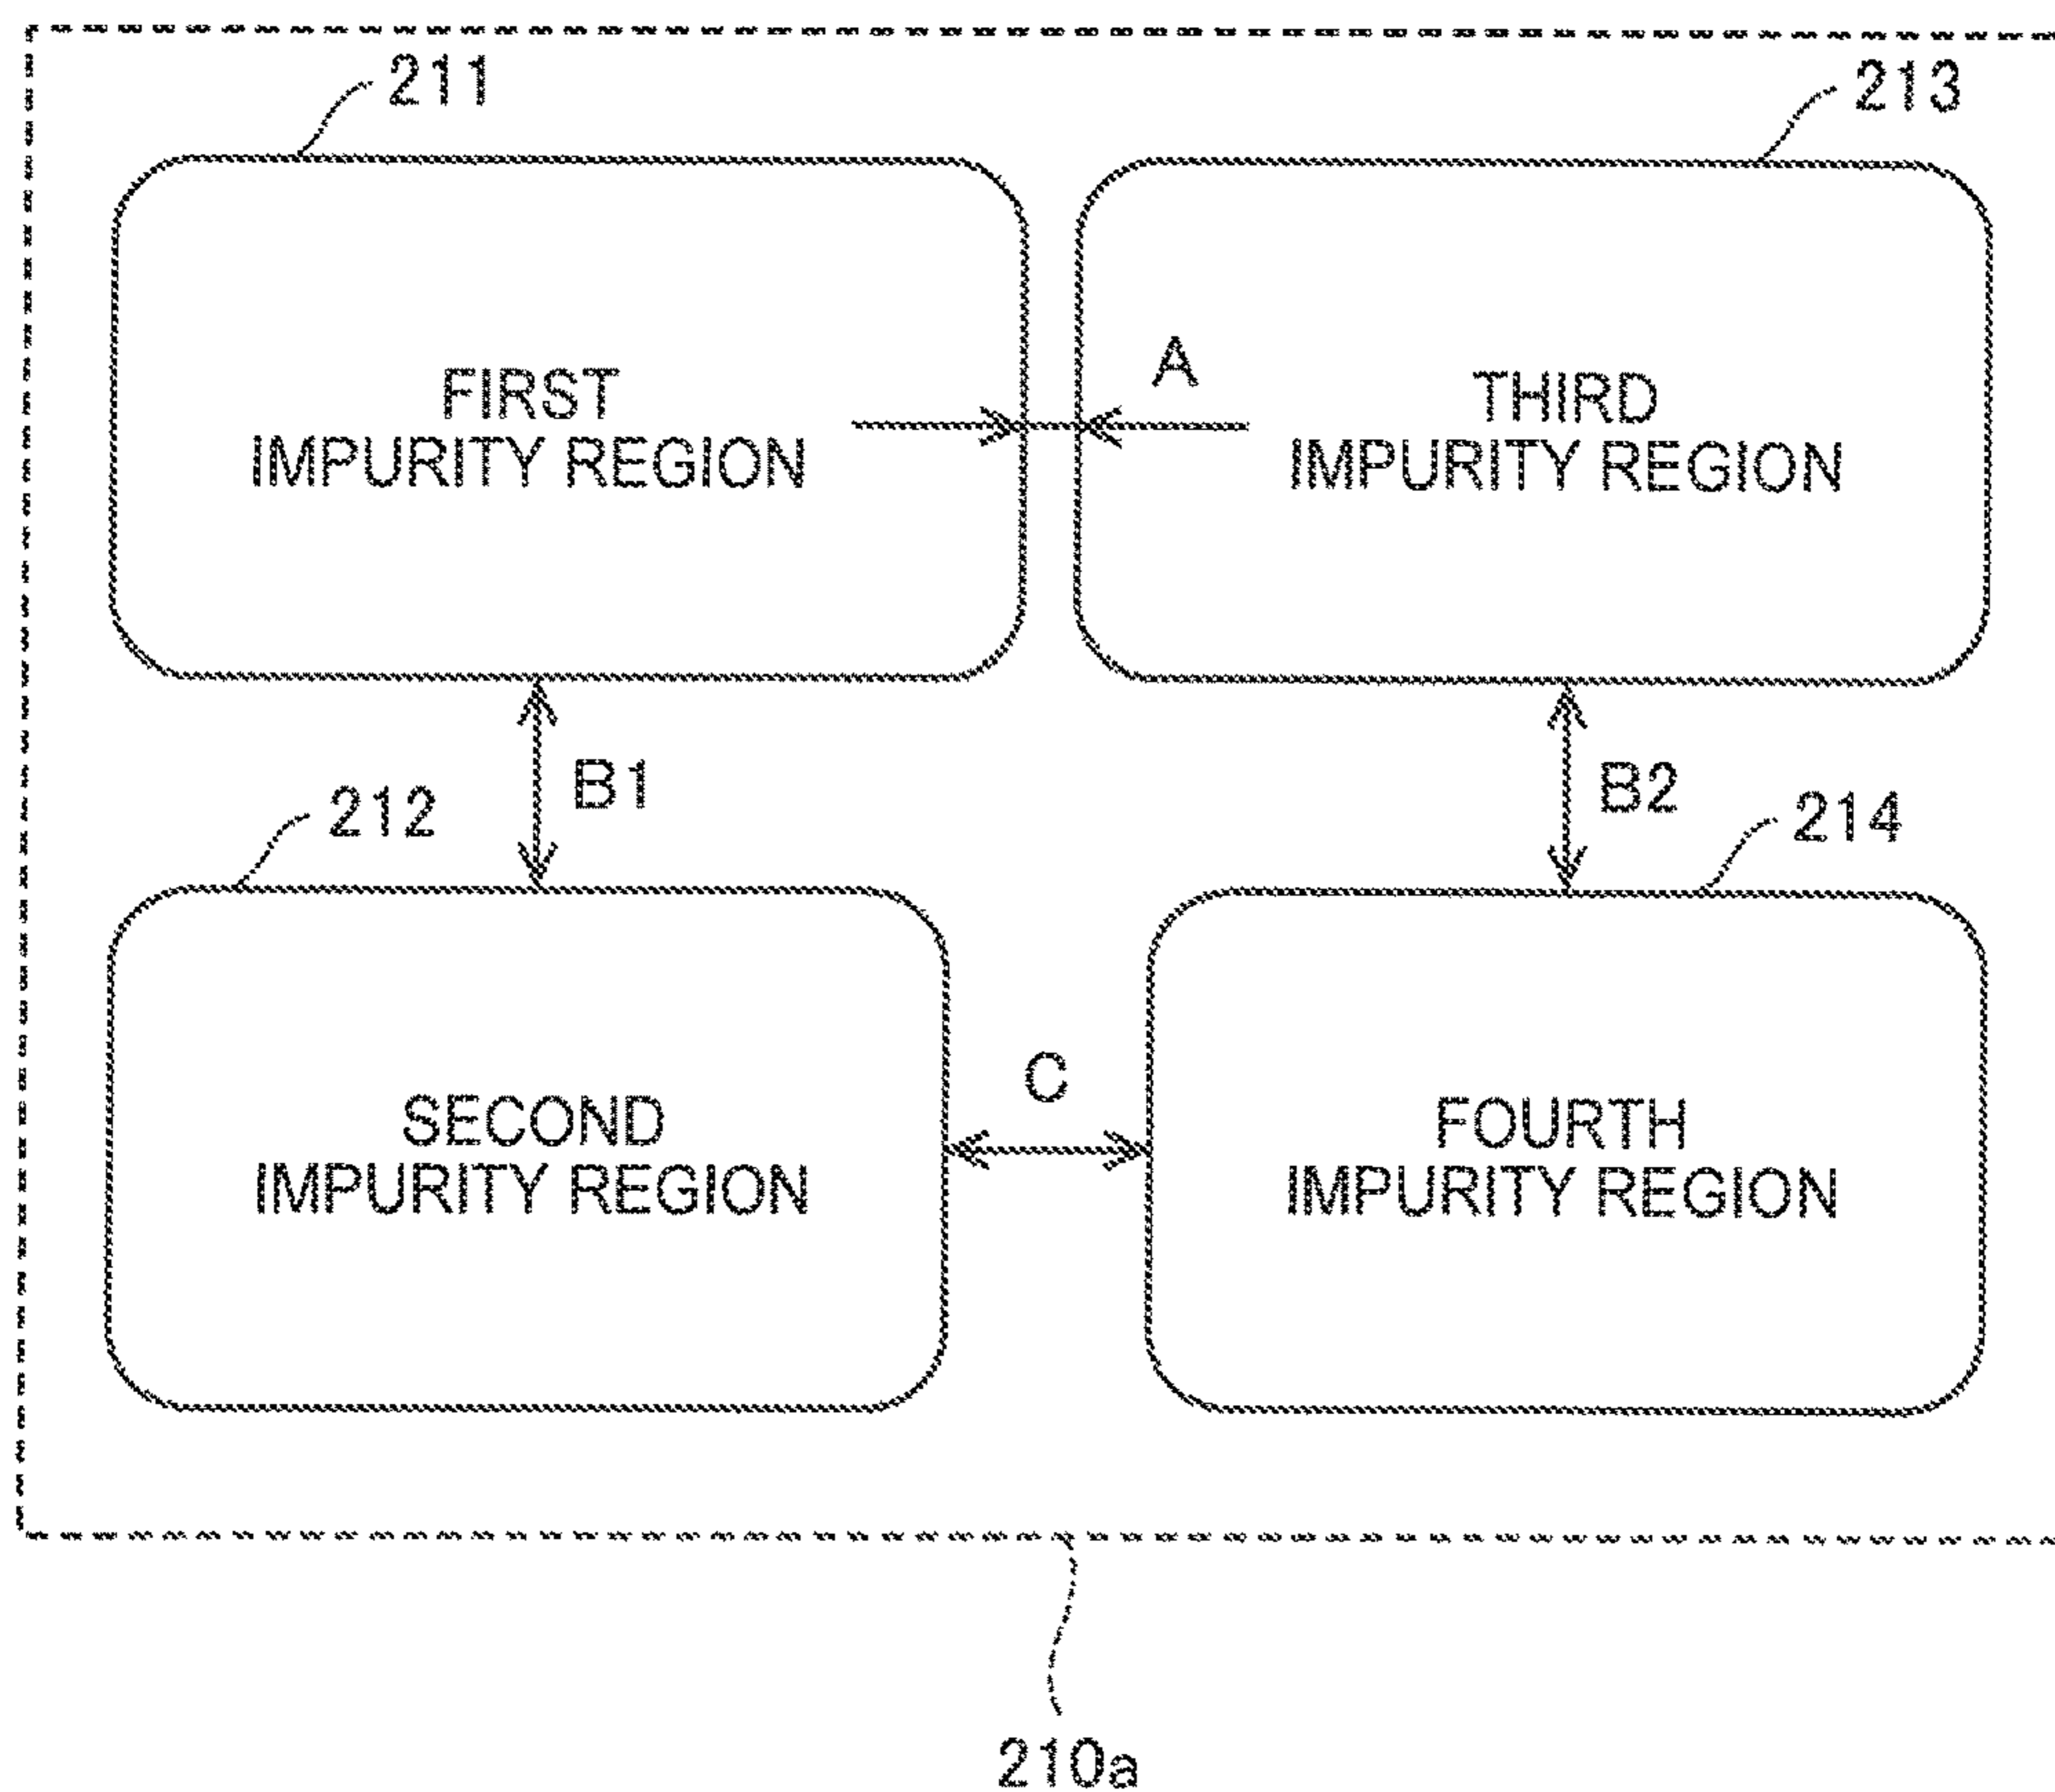 211
213
FIRST
IMPURITY REGION
A
THIRD
IMPURITY REGION
B1
B2
212
214
SECOND
IMPURITY REGION
C
FOURTH
IMPURITY REGION
210a